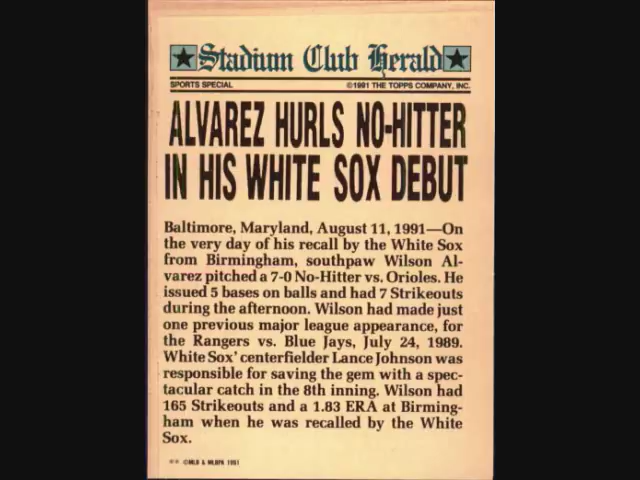 Stadium Club Herald
SPORTS SPECIAL ©1991 THE TOPPS COMPANY, INC.
ALVAREZ HURLS NO-HITTER
IN HIS WHITE SOX DEBUT
Baltimore, Maryland, August 11, 1991—On
the very day of his recall by the White Sox
from Birmingham, southpaw Wilson Al-
varez pitched a 7-0 No-Hitter vs. Orioles. He
issued 5 bases on balls and had 7 Strikeouts
during the afternoon. Wilson had made just
one previous major league appearance, for
the Rangers vs. Blue Jays, July 24, 1989.
White Sox' centerfielder Lance Johnson was
responsible for saving the gem with a spec-
tacular catch in the 8th inning. Wilson had
165 Strikeouts and a 1.83 ERA at Birming-
ham when he was recalled by the White
Sox.
** ©MLB & MLBPA 1991